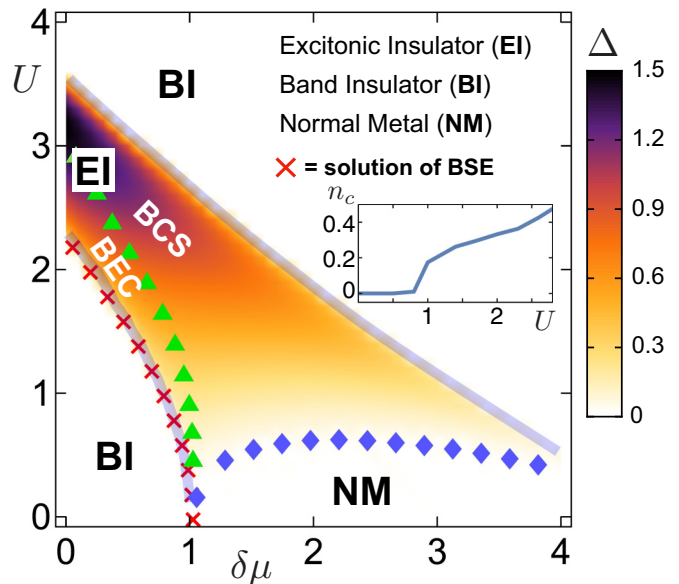 4
U
3
2
1
0
0
1
2
3
4
δμ
BI
Excitonic Insulator (EI)
Band Insulator (BI)
Normal Metal (NM)
× = solution of BSE
EI
BCS
BEC
BI
NM
n_c
0.4
0.2
0.0
1
2
U
Δ
1.5
1.2
0.9
0.6
0.3
0